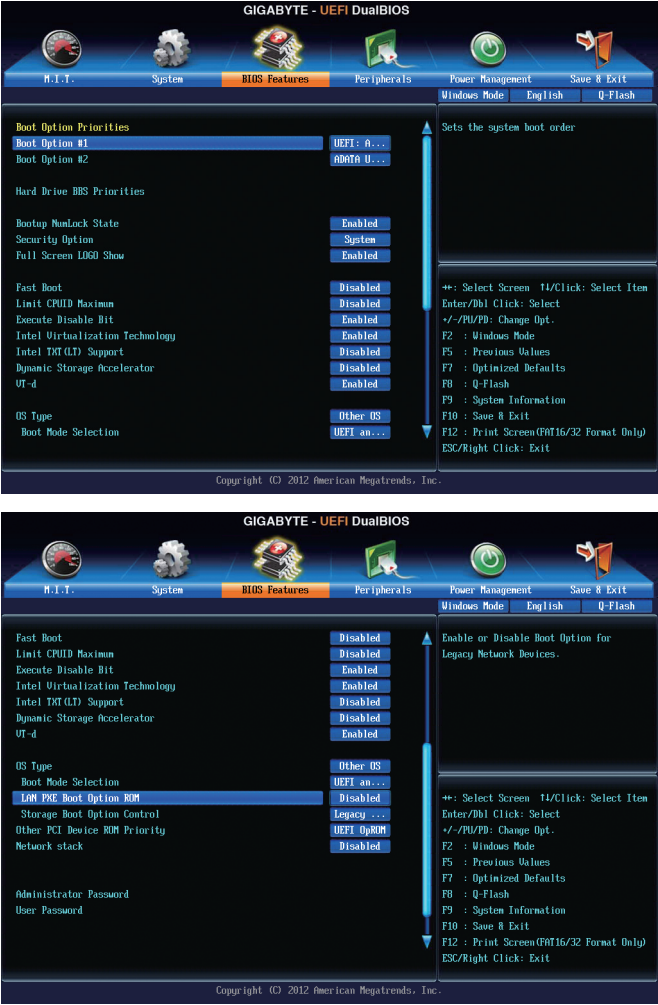 GIGABYTE - UEFI DualBIOS
M.I.T. System BIOS Features Peripherals Power Management Save & Exit
Windows Mode English Q-Flash
Boot Option Priorities
Boot Option #1 UEFI: A...
Boot Option #2 ADATA U...
Hard Drive BBS Priorities
Bootup NumLock State Enabled
Security Option System
Full Screen LOGO Show Enabled
Fast Boot Disabled
Limit CPUID Maximum Disabled
Execute Disable Bit Enabled
Intel Virtualization Technology Enabled
Intel TXT(LT) Support Disabled
Dynamic Storage Accelerator Disabled
VT-d Enabled
OS Type Other OS
Boot Mode Selection UEFI an...
Sets the system boot order
→←: Select Screen ↑↓/Click: Select Item
Enter/Dbl Click: Select
+/-/PU/PD: Change Opt.
F2 : Windows Mode
F5 : Previous Values
F7 : Optimized Defaults
F8 : Q-Flash
F9 : System Information
F10 : Save & Exit
F12 : Print Screen(FAT16/32 Format Only)
ESC/Right Click: Exit
Copyright (C) 2012 American Megatrends, Inc.
GIGABYTE - UEFI DualBIOS
M.I.T. System BIOS Features Peripherals Power Management Save & Exit
Windows Mode English Q-Flash
Fast Boot Disabled
Limit CPUID Maximum Disabled
Execute Disable Bit Enabled
Intel Virtualization Technology Enabled
Intel TXT(LT) Support Disabled
Dynamic Storage Accelerator Disabled
VT-d Enabled
OS Type Other OS
Boot Mode Selection UEFI an...
LAN PXE Boot Option ROM Disabled
Storage Boot Option Control Legacy ...
Other PCI Device ROM Priority UEFI OpROM
Network stack Disabled
Administrator Password
User Password
Enable or Disable Boot Option for
Legacy Network Devices.
→←: Select Screen ↑↓/Click: Select Item
Enter/Dbl Click: Select
+/-/PU/PD: Change Opt.
F2 : Windows Mode
F5 : Previous Values
F7 : Optimized Defaults
F8 : Q-Flash
F9 : System Information
F10 : Save & Exit
F12 : Print Screen(FAT16/32 Format Only)
ESC/Right Click: Exit
Copyright (C) 2012 American Megatrends, Inc.